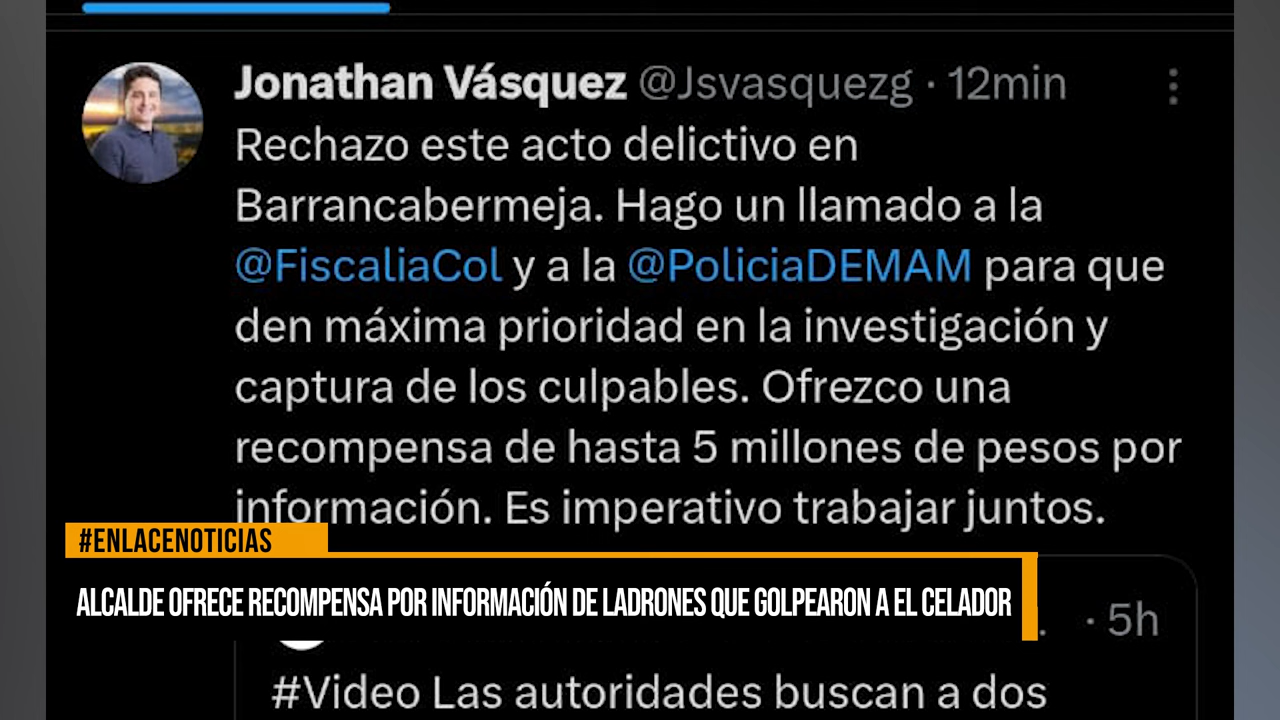 Jonathan Vásquez @Jsvasquezg · 12min
Rechazo este acto delictivo en
Barrancabermeja. Hago un llamado a la
@FiscaliaCol y a la @PoliciaDEMAM para que
den máxima prioridad en la investigación y
captura de los culpables. Ofrezco una
recompensa de hasta 5 millones de pesos por
información. Es imperativo trabajar juntos.
#ENLACENOTICIAS
ALCALDE OFRECE RECOMPENSA POR INFORMACIÓN DE LADRONES QUE GOLPEARON A EL CELADOR
· 5h
#Video Las autoridades buscan a dos